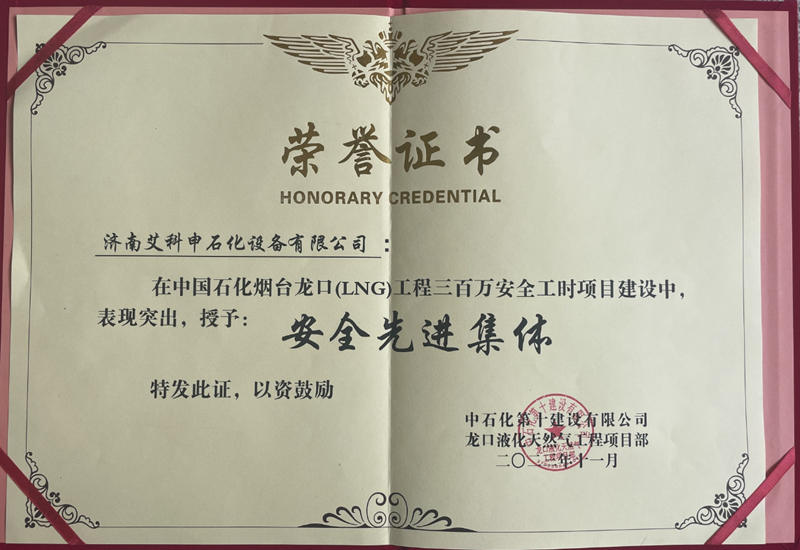 荣誉证书
HONORARY CREDENTIAL
济南艾科申石化设备有限公司：
在中国石化烟台龙口(LNG)工程三百万安全工时项目建设中，
表现突出，授予：安全先进集体
特发此证，以资鼓励
中石化第十建设有限公司
龙口液化天然气工程项目部
二〇二 年十一月